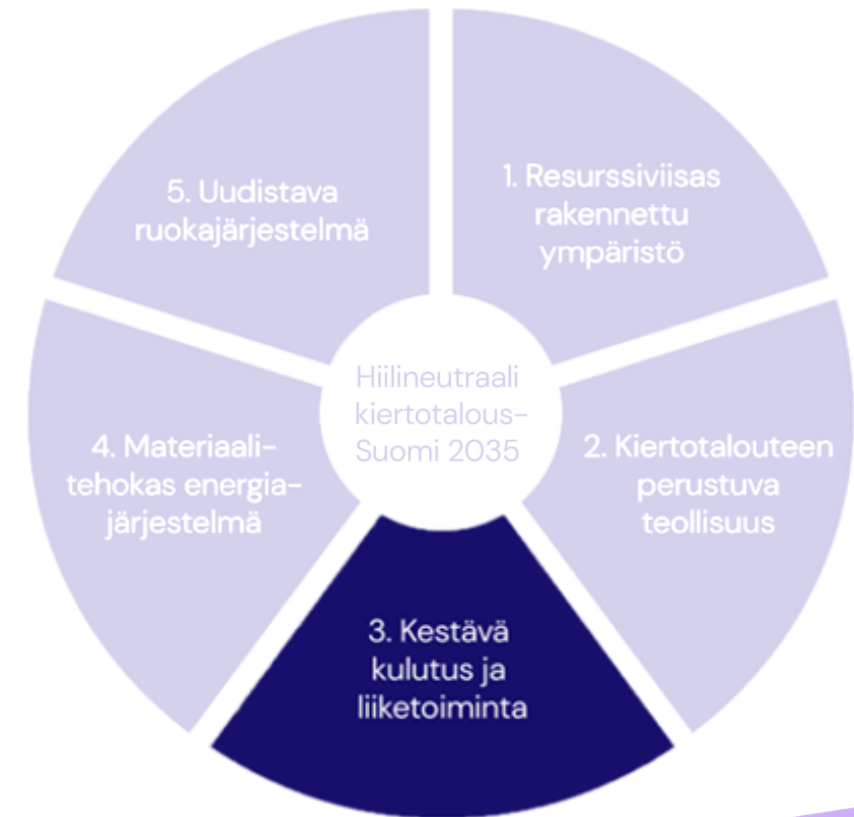 5. Uudistava
ruokajärjestelmä
1. Resurssiviisas
rakennettu
ympäristö
Hiilineutraali
kiertotalous-
Suomi 2035
4. Materiaali-
tehokas energia-
järjestelmä
2. Kiertotalouteen
perustuva
teollisuus
3. Kestävä
kulutus ja
liiketoiminta